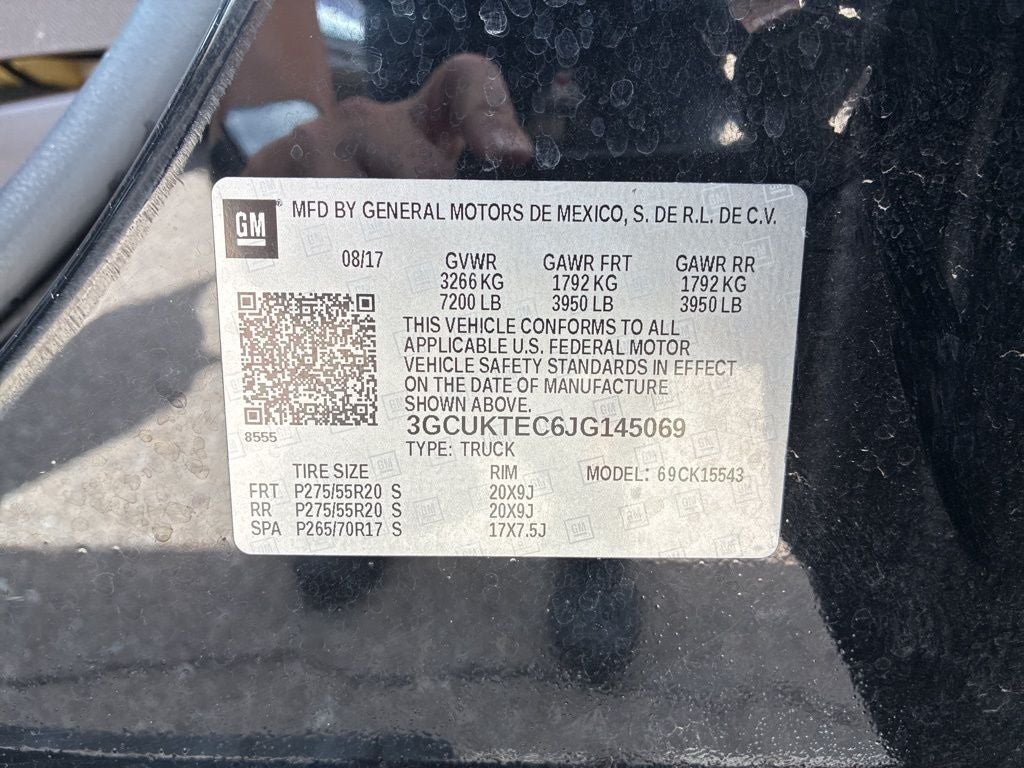 GM
MFD BY GENERAL MOTORS DE MEXICO, S. DE R.L. DE C.V.
08/17 GVWR GAWR FRT GAWR RR
3266 KG 1792 KG 1792 KG
7200 LB 3950 LB 3950 LB
THIS VEHICLE CONFORMS TO ALL
APPLICABLE U.S. FEDERAL MOTOR
VEHICLE SAFETY STANDARDS IN EFFECT
ON THE DATE OF MANUFACTURE
SHOWN ABOVE.
8555
3GCUKTEC6JG145069
TYPE: TRUCK
TIRE SIZE RIM MODEL: 69CK15543
FRT P275/55R20 S 20X9J
RR P275/55R20 S 20X9J
SPA P265/70R17 S 17X7.5J